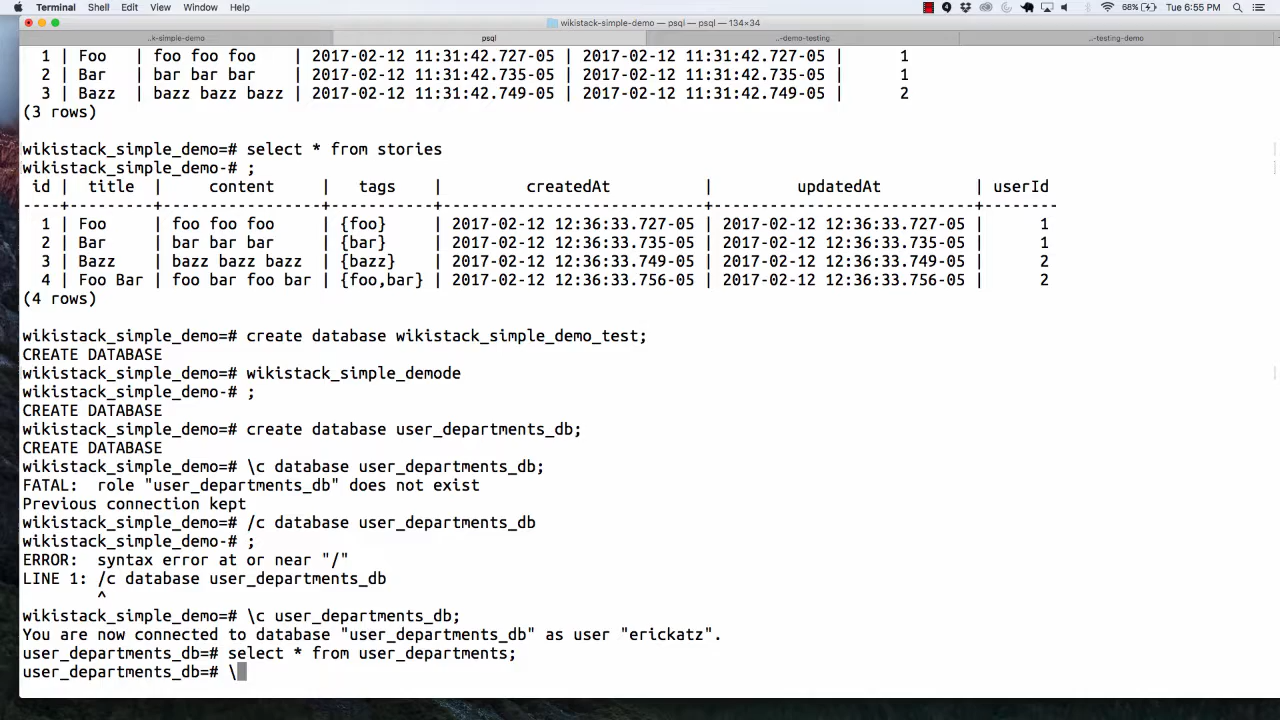 Terminal Shell Edit View Window Help 4 68% Tue 6:55 PM
wikistack-simple-demo — psql — psql — 134×34
..k-simple-demo psql ..-demo-testing ..-testing-demo
1 | Foo | foo foo foo | 2017-02-12 11:31:42.727-05 | 2017-02-12 11:31:42.727-05 | 1
2 | Bar | bar bar bar | 2017-02-12 11:31:42.735-05 | 2017-02-12 11:31:42.735-05 | 1
3 | Bazz | bazz bazz bazz | 2017-02-12 11:31:42.749-05 | 2017-02-12 11:31:42.749-05 | 2
(3 rows)
wikistack_simple_demo=# select * from stories
wikistack_simple_demo-# ;
id | title | content | tags | createdAt | updatedAt | userId
----+---------+-----------------+-----------+----------------------------+----------------------------+--------
1 | Foo | foo foo foo | {foo} | 2017-02-12 12:36:33.727-05 | 2017-02-12 12:36:33.727-05 | 1
2 | Bar | bar bar bar | {bar} | 2017-02-12 12:36:33.735-05 | 2017-02-12 12:36:33.735-05 | 1
3 | Bazz | bazz bazz bazz | {bazz} | 2017-02-12 12:36:33.749-05 | 2017-02-12 12:36:33.749-05 | 2
4 | Foo Bar | foo bar foo bar | {foo,bar} | 2017-02-12 12:36:33.756-05 | 2017-02-12 12:36:33.756-05 | 2
(4 rows)
wikistack_simple_demo=# create database wikistack_simple_demo_test;
CREATE DATABASE
wikistack_simple_demo=# wikistack_simple_demode
wikistack_simple_demo-# ;
CREATE DATABASE
wikistack_simple_demo=# create database user_departments_db;
CREATE DATABASE
wikistack_simple_demo=# \c database user_departments_db;
FATAL:  role "user_departments_db" does not exist
Previous connection kept
wikistack_simple_demo=# /c database user_departments_db
wikistack_simple_demo-# ;
ERROR:  syntax error at or near "/"
LINE 1: /c database user_departments_db
^
wikistack_simple_demo=# \c user_departments_db;
You are now connected to database "user_departments_db" as user "erickatz".
user_departments_db=# select * from user_departments;
user_departments_db=# \